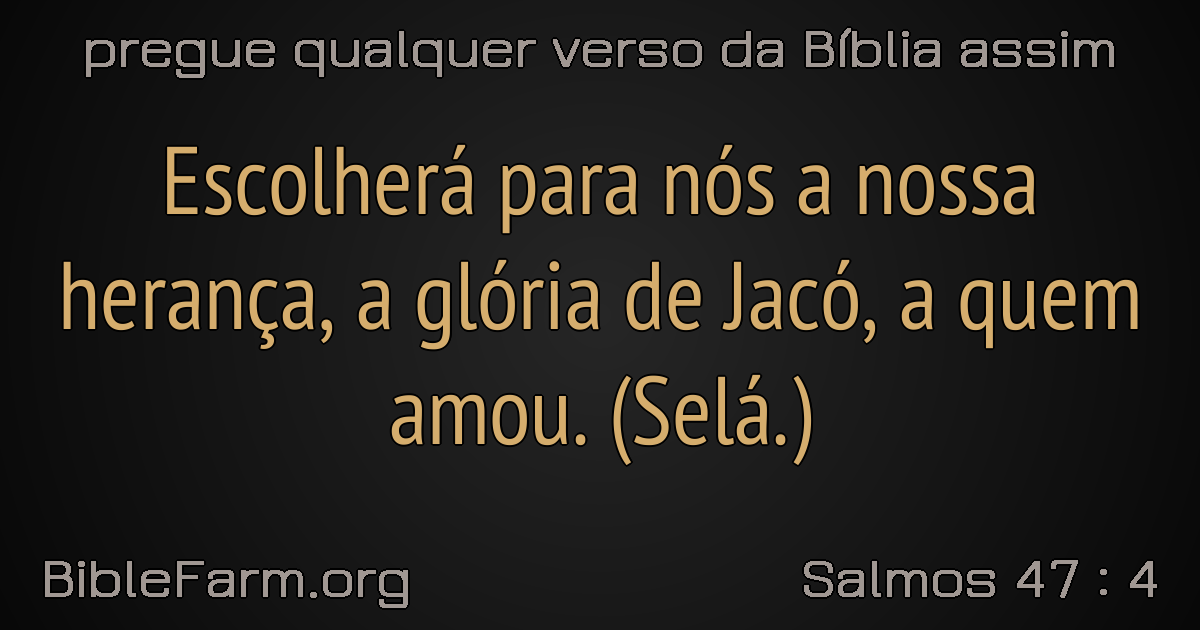 pregue qualquer verso da Bíblia assim
Escolherá para nós a nossa
herança, a glória de Jacó, a quem
amou. (Selá.)
BibleFarm.org
Salmos 47 : 4